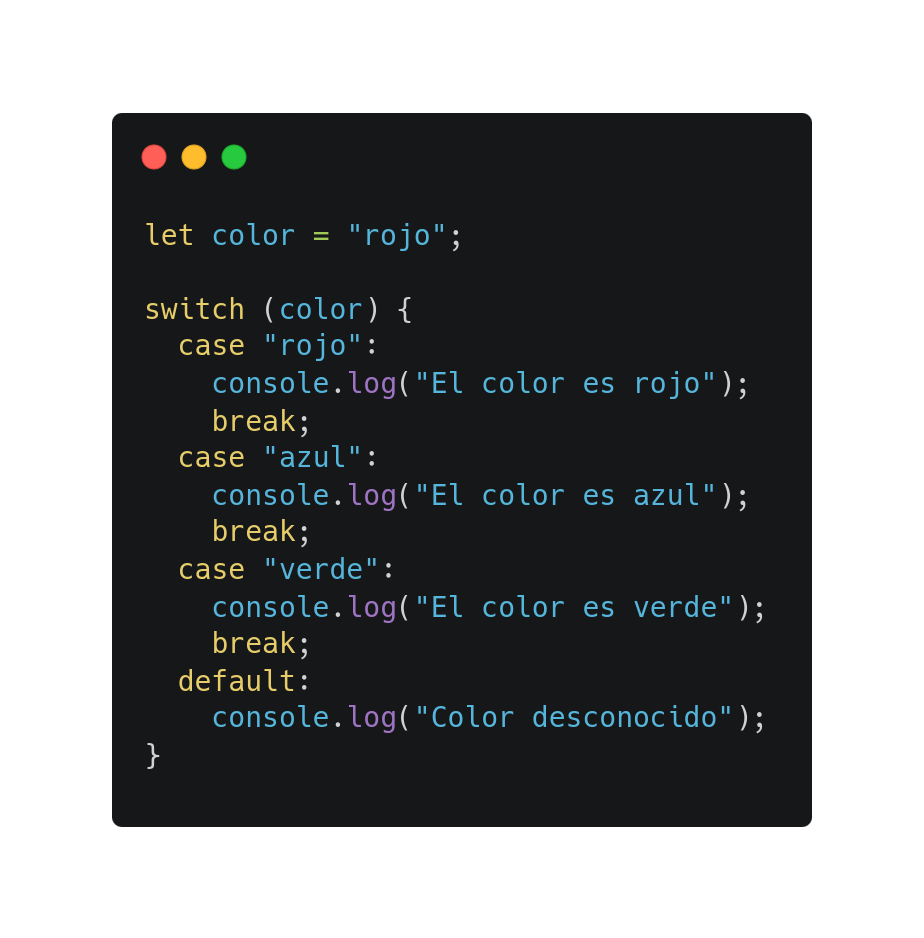 let color = "rojo";

switch (color) {
  case "rojo":
    console.log("El color es rojo");
    break;
  case "azul":
    console.log("El color es azul");
    break;
  case "verde":
    console.log("El color es verde");
    break;
  default:
    console.log("Color desconocido");
}